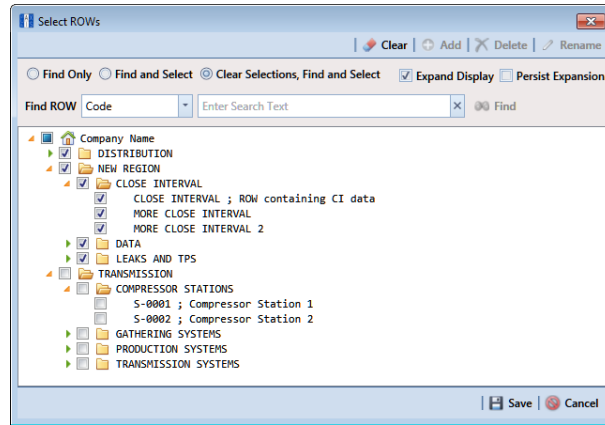 Select ROWs
Clear | Add | Delete | Rename
Find Only Find and Select Clear Selections, Find and Select Expand Display Persist Expansion
Find ROW Code Enter Search Text Find
Company Name
DISTRIBUTION
NEW REGION
CLOSE INTERVAL
CLOSE INTERVAL ; ROW containing CI data
MORE CLOSE INTERVAL
MORE CLOSE INTERVAL 2
DATA
LEAKS AND TPS
TRANSMISSION
COMPRESSOR STATIONS
S-0001 ; Compressor Station 1
S-0002 ; Compressor Station 2
GATHERING SYSTEMS
PRODUCTION SYSTEMS
TRANSMISSION SYSTEMS
Save | Cancel